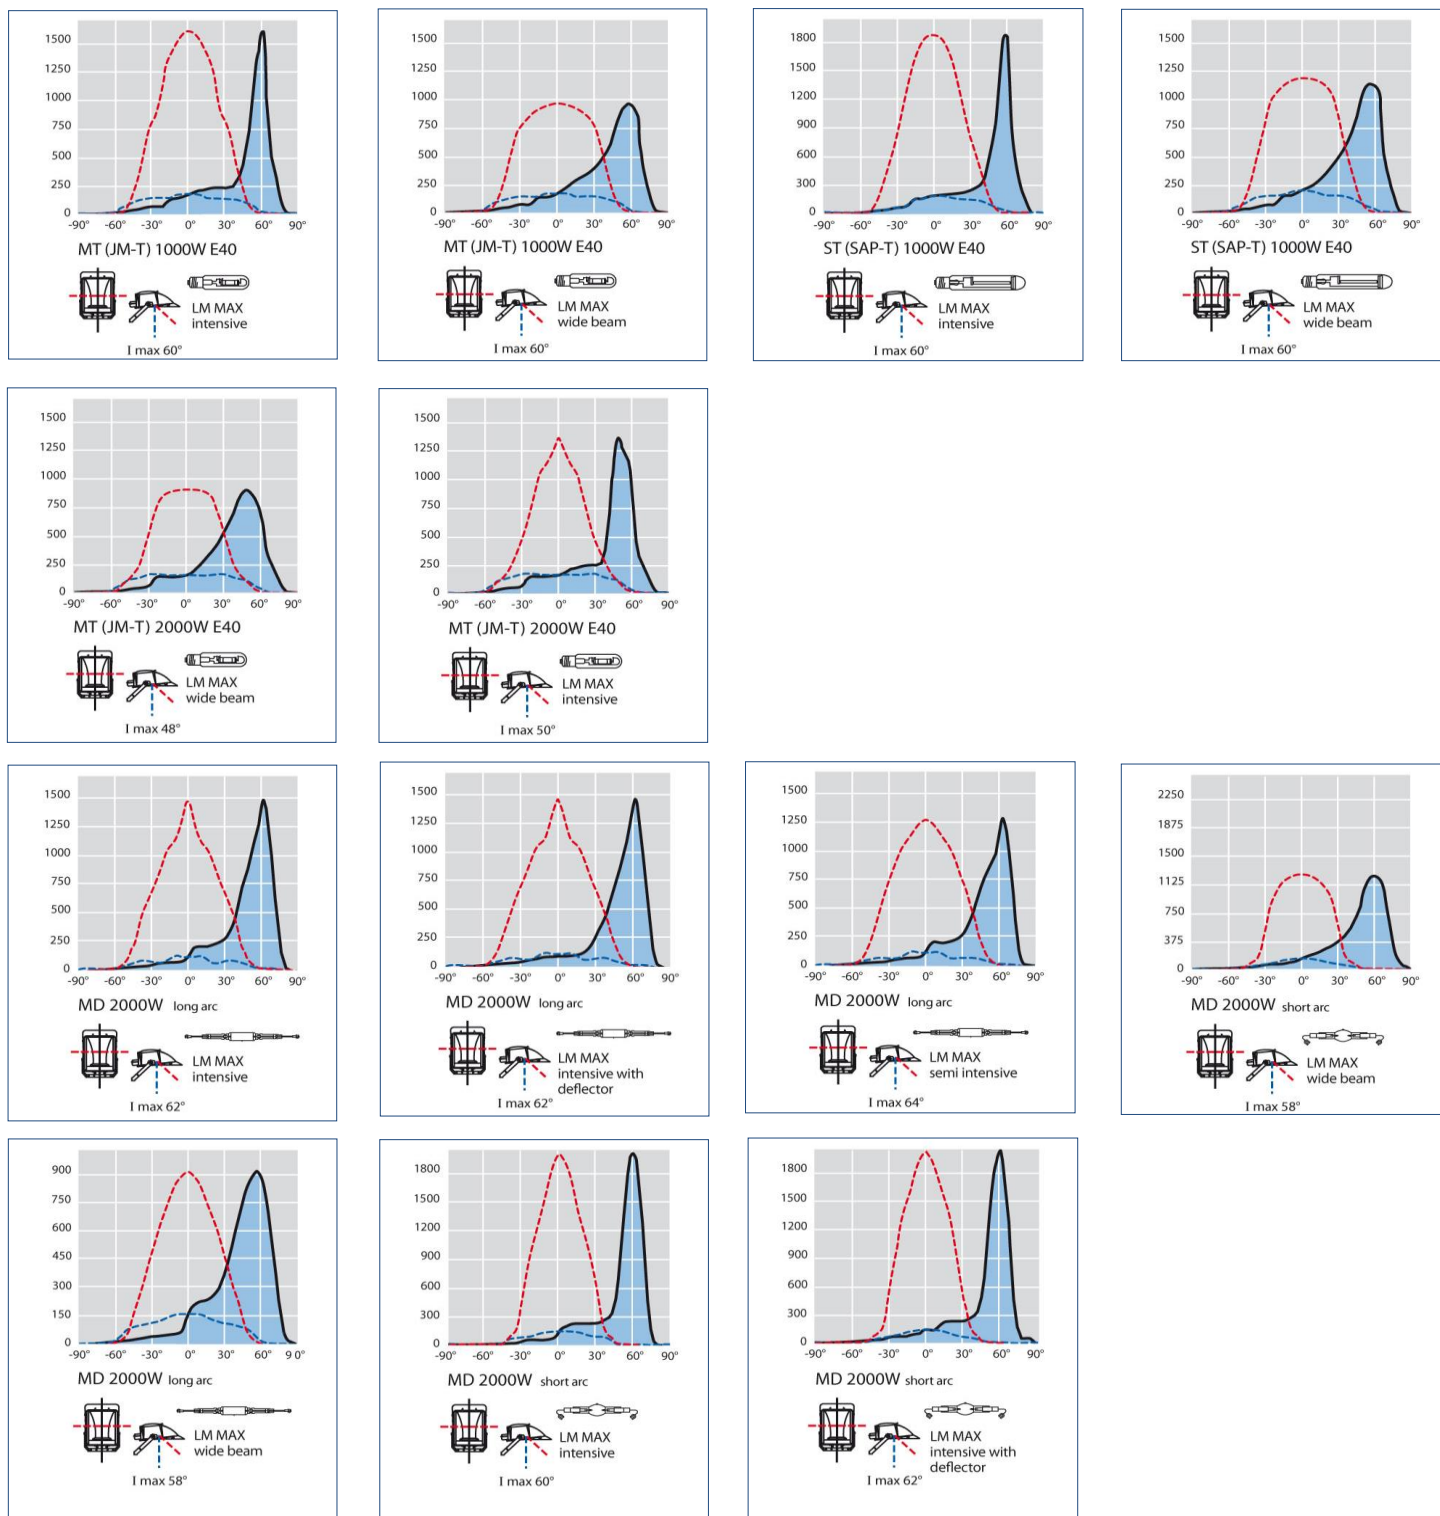 1500
1250
1000
750
500
250
0
-90° -60° -30° 0° 30° 60° 90°
MT (JM-T) 1000W E40
LM MAX
intensive
I max 60°
1500
1250
1000
750
500
250
0
-90° -60° -30° 0° 30° 60° 90°
MT (JM-T) 1000W E40
LM MAX
wide beam
I max 60°
1800
1500
1200
900
600
300
0
-90° -60° -30° 0° 30° 60° 90°
ST (SAP-T) 1000W E40
LM MAX
intensive
I max 60°
1500
1250
1000
750
500
250
0
-90° -60° -30° 0° 30° 60° 90°
ST (SAP-T) 1000W E40
LM MAX
wide beam
I max 60°
1500
1250
1000
750
500
250
0
-90° -60° -30° 0° 30° 60° 90°
MT (JM-T) 2000W E40
LM MAX
wide beam
I max 48°
1500
1250
1000
750
500
250
0
-90° -60° -30° 0° 30° 60° 90°
MT (JM-T) 2000W E40
LM MAX
intensive
I max 50°
1500
1250
1000
750
500
250
0
-90° -60° -30° 0° 30° 60° 90°
MD 2000W long arc
LM MAX
intensive
I max 62°
1500
1250
1000
750
500
250
0
-90° -60° -30° 0° 30° 60° 90°
MD 2000W long arc
LM MAX
intensive with
deflector
I max 62°
1500
1250
1000
750
500
250
0
-90° -60° -30° 0° 30° 60° 90°
MD 2000W long arc
LM MAX
semi intensive
I max 64°
2250
1875
1500
1125
750
375
0
-90° -60° -30° 0° 30° 60° 90°
MD 2000W short arc
LM MAX
wide beam
I max 58°
900
750
600
450
300
150
0
-90° -60° -30° 0° 30° 60° 9 0°
MD 2000W long arc
LM MAX
wide beam
I max 58°
1800
1500
1200
900
600
300
0
-90° -60° -30° 0° 30° 60° 90°
MD 2000W short arc
LM MAX
intensive
I max 60°
1800
1500
1200
900
600
300
0
-90° -60° -30° 0° 30° 60° 90°
MD 2000W short arc
LM MAX
intensive with
deflector
I max 62°